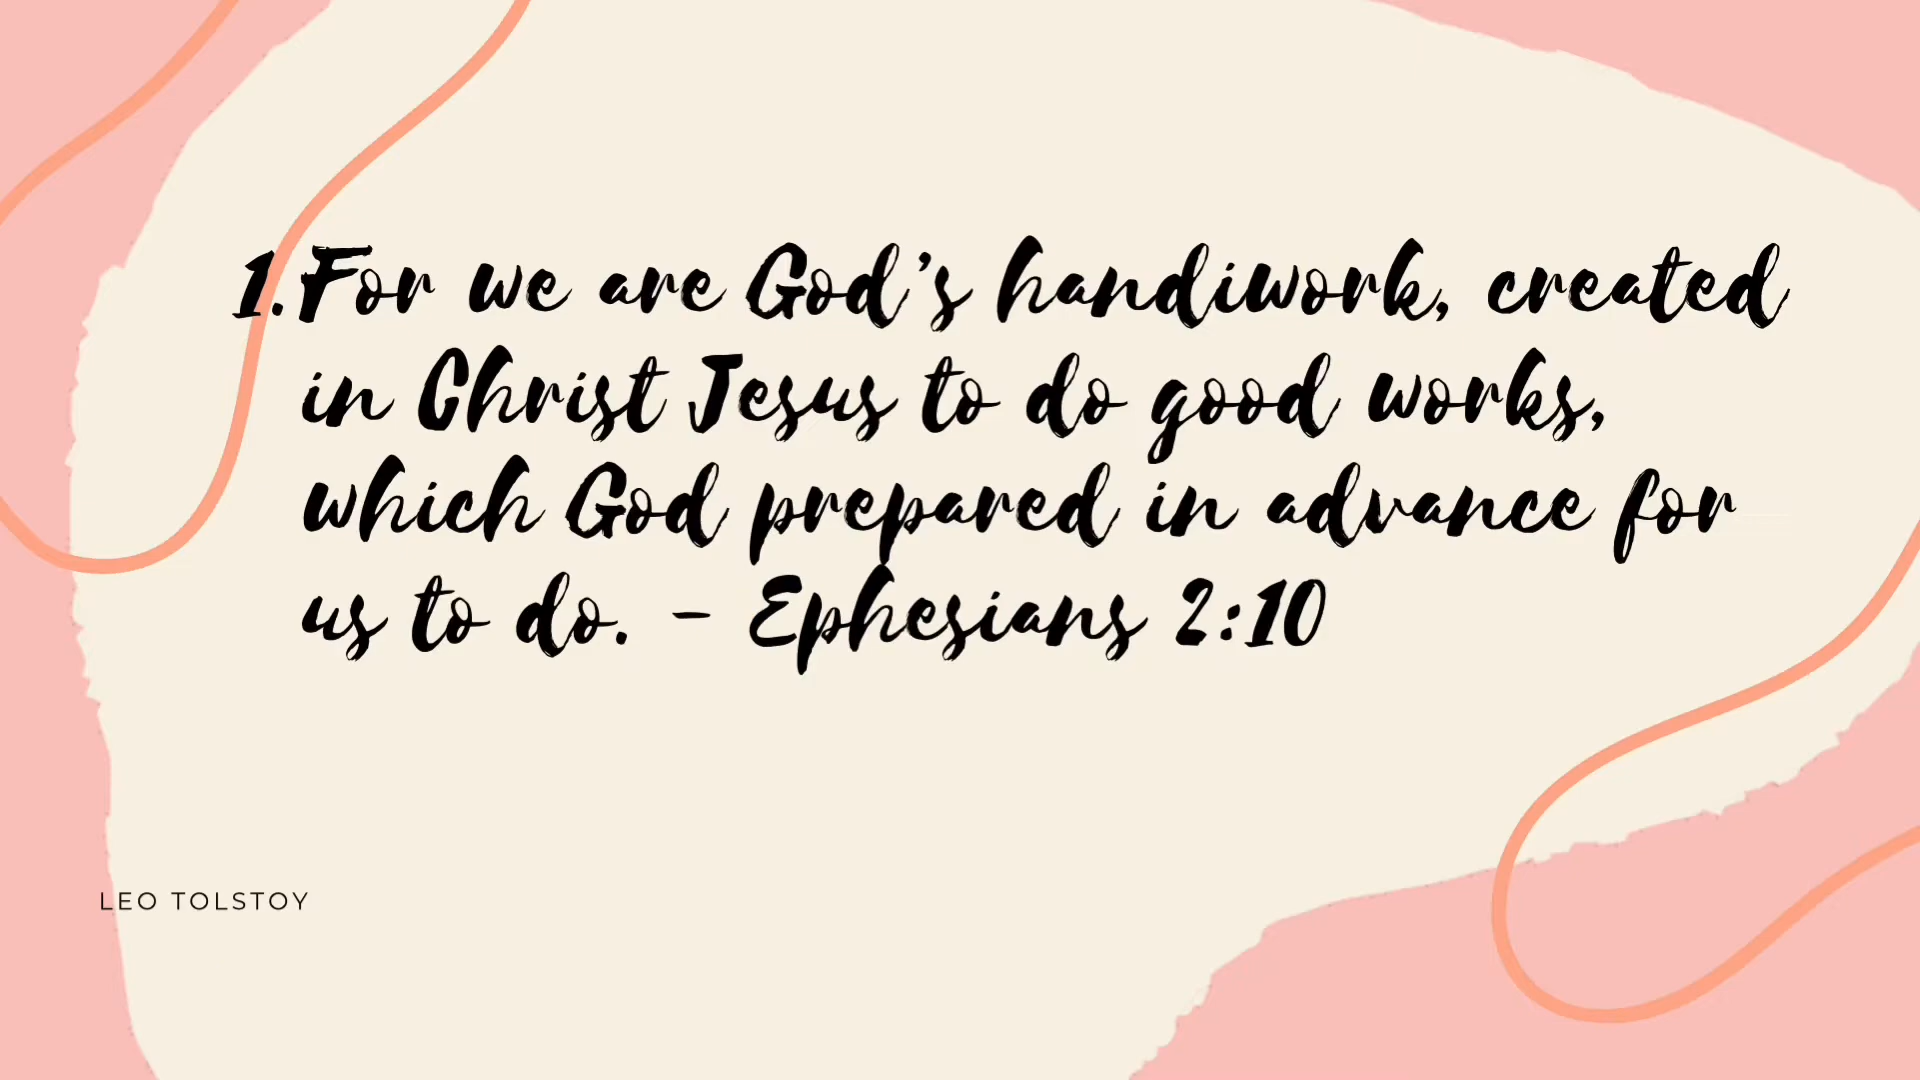 1. For we are God's handiwork, created
in Christ Jesus to do good works,
which God prepared in advance for
us to do. - Ephesians 2:10
LEO TOLSTOY